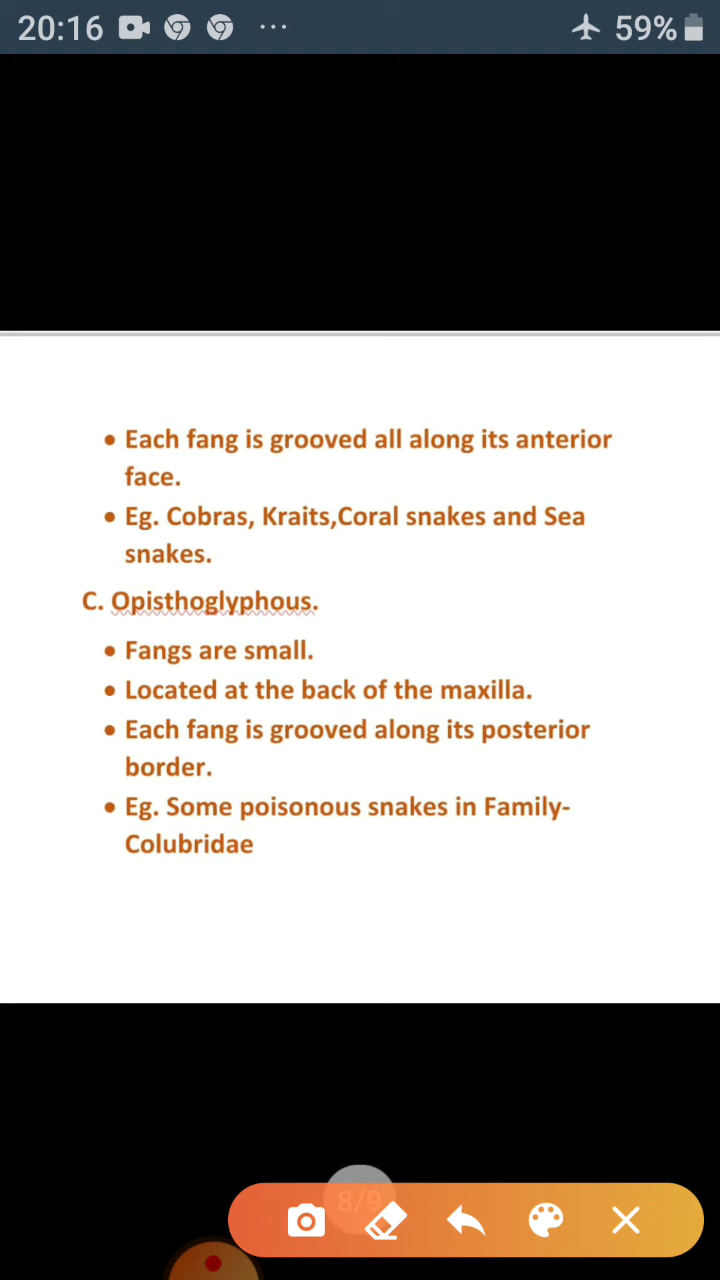 20:16 ... 59%
• Each fang is grooved all along its anterior
face.
• Eg. Cobras, Kraits,Coral snakes and Sea
snakes.
C. Opisthoglyphous.
• Fangs are small.
• Located at the back of the maxilla.
• Each fang is grooved along its posterior
border.
• Eg. Some poisonous snakes in Family-
Colubridae
8/9